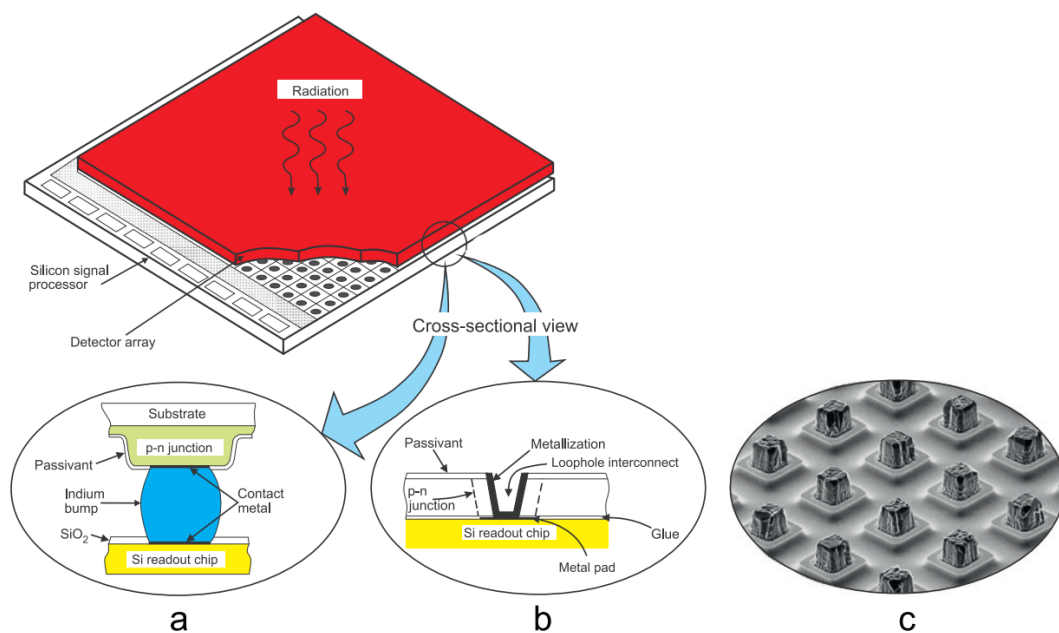 Radiation
Silicon signal
processor
Detector array
Cross-sectional view
Substrate
p-n junction
Passivant
Indium
bump
Contact
metal
SiO₂
Si readout chip
Passivant
Metallization
Loophole interconnect
p-n
junction
Si readout chip
Glue
Metal pad
a
b
c